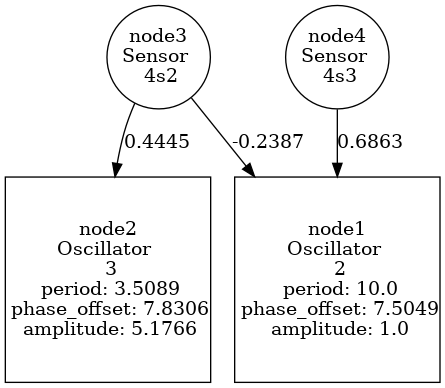 node3
Sensor
4s2
node4
Sensor
4s3
0.4445
-0.2387
0.6863
node2
Oscillator
3
period: 3.5089
phase_offset: 7.8306
amplitude: 5.1766
node1
Oscillator
2
period: 10.0
phase_offset: 7.5049
amplitude: 1.0